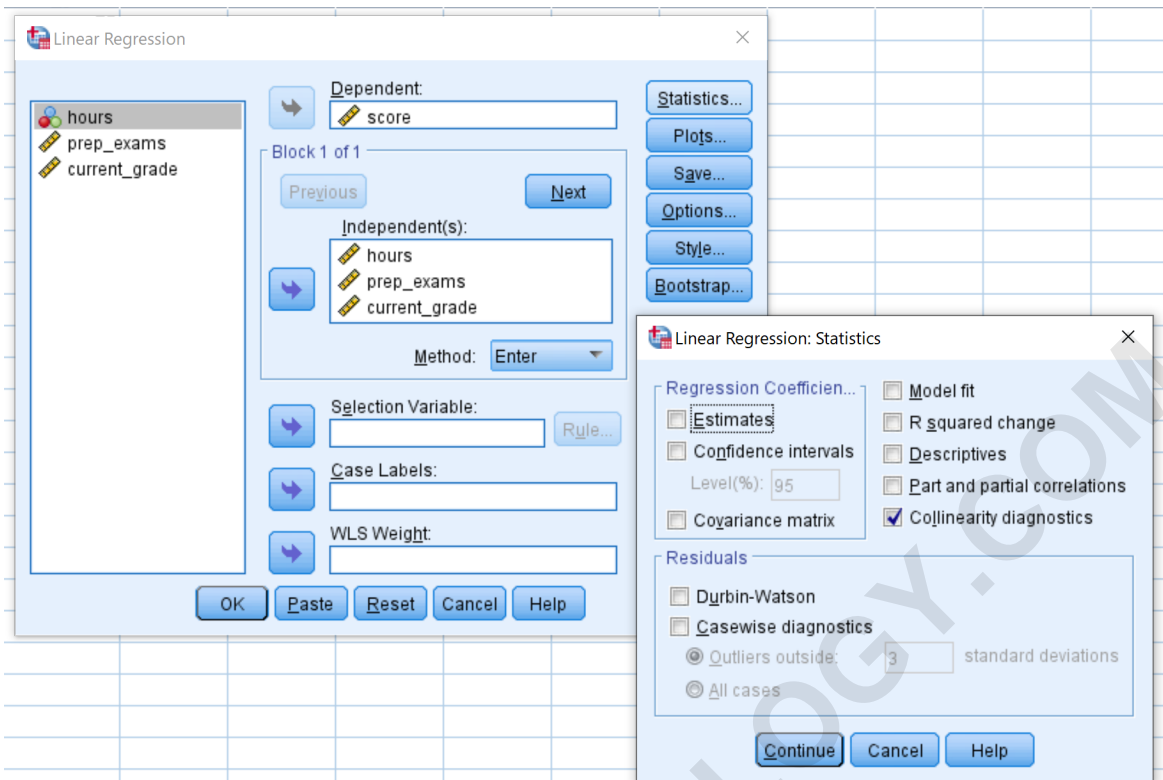 Linear Regression
hours
prep_exams
current_grade
Dependent:
score
Block 1 of 1
Previous
Next
Independent(s):
hours
prep_exams
current_grade
Method: Enter
Selection Variable:
Rule...
Case Labels:
WLS Weight:
OK Paste Reset Cancel Help
Statistics...
Plots...
Save...
Options...
Style...
Bootstrap...
Linear Regression: Statistics
Regression Coefficien...
Estimates
Confidence intervals
Level(%): 95
Covariance matrix
Model fit
R squared change
Descriptives
Part and partial correlations
Collinearity diagnostics
Residuals
Durbin-Watson
Casewise diagnostics
Outliers outside: 3 standard deviations
All cases
Continue Cancel Help
LOGY.COM